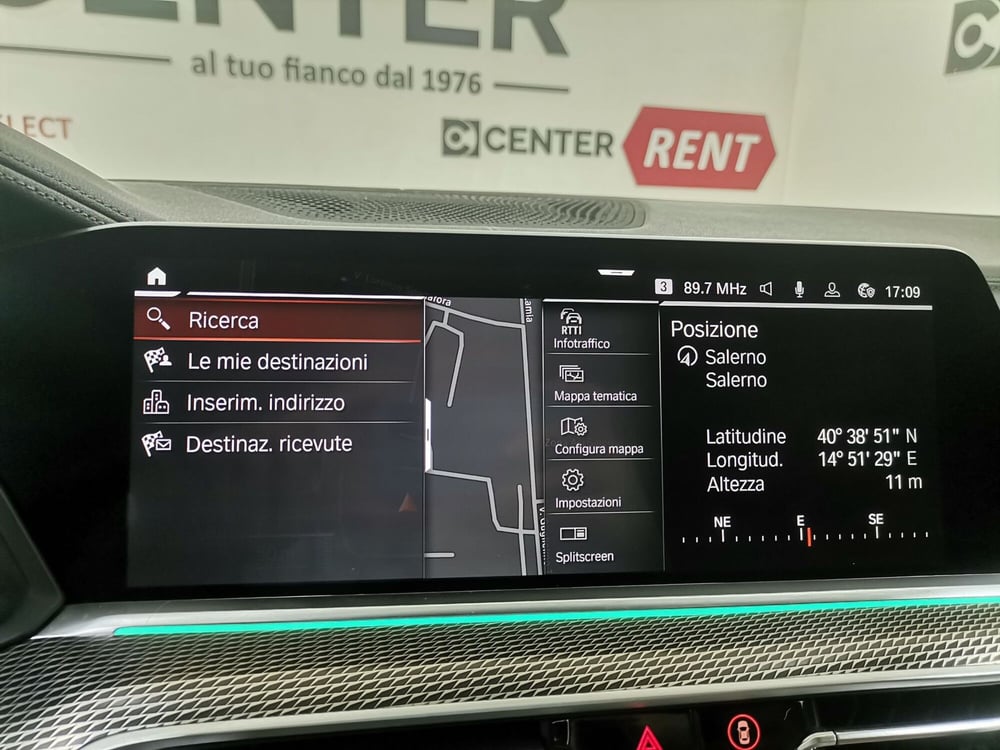 CENTER
al tuo fianco dal 1976
LECT
CENTER RENT
3 89.7 MHz 17:09
Ricerca
Le mie destinazioni
Inserim. indirizzo
Destinaz. ricevute
RTTI
Infotraffico
Mappa tematica
Configura mappa
Impostazioni
Splitscreen
Posizione
Salerno
Salerno
Latitudine 40° 38' 51" N
Longitud. 14° 51' 29" E
Altezza 11 m
NE E SE